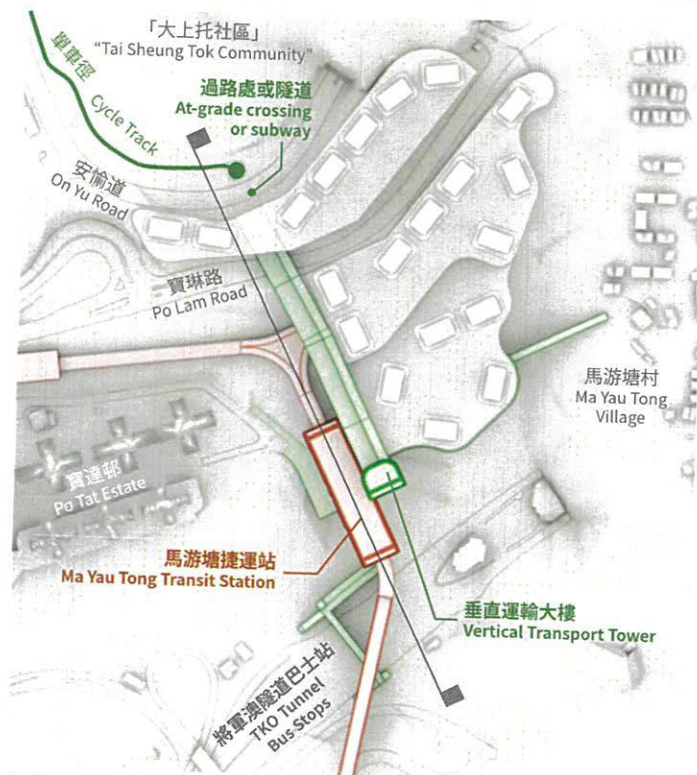 「大上托社區」
“Tai Sheung Tok Community”
單車徑
Cycle Track
過路處或隧道
At-grade crossing
or subway
安愉道
On Yu Road
寶琳路
Po Lam Road
馬游塘村
Ma Yau Tong
Village
寶達邨
Po Tat Estate
馬游塘捷運站
Ma Yau Tong Transit Station
垂直運輸大樓
Vertical Transport Tower
將軍澳隧道巴士站
TKO Tunnel
Bus Stops